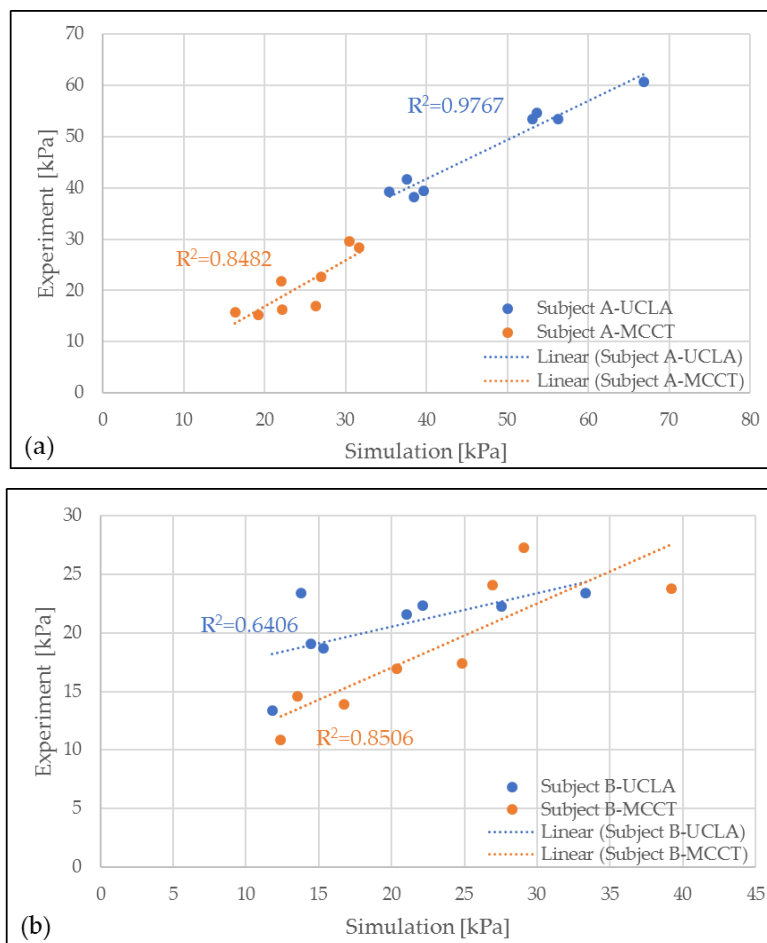 70
60
50
40
30
20
10
0
Experiment [kPa]
R²=0.9767
R²=0.8482
Subject A-UCLA
Subject A-MCCT
Linear (Subject A-UCLA)
Linear (Subject A-MCCT)
0 10 20 30 40 50 60 70 80
Simulation [kPa]
(a)
30
25
20
15
10
5
0
Experiment [kPa]
R²=0.6406
R²=0.8506
Subject B-UCLA
Subject B-MCCT
Linear (Subject B-UCLA)
Linear (Subject B-MCCT)
0 5 10 15 20 25 30 35 40 45
Simulation [kPa]
(b)